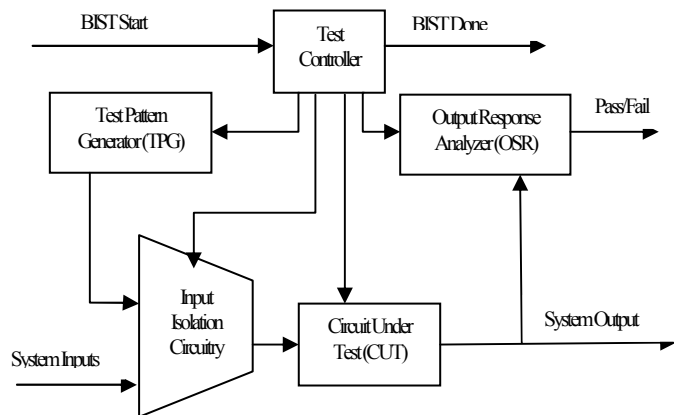 BIST Start
Test
Controller
BIST Done
Test Pattern
Generator (TPG)
Output Response
Analyzer (OSR)
Pass/Fail
Input
Isolation
Circuitry
Circuit Under
Test (CUT)
System Output
System Inputs